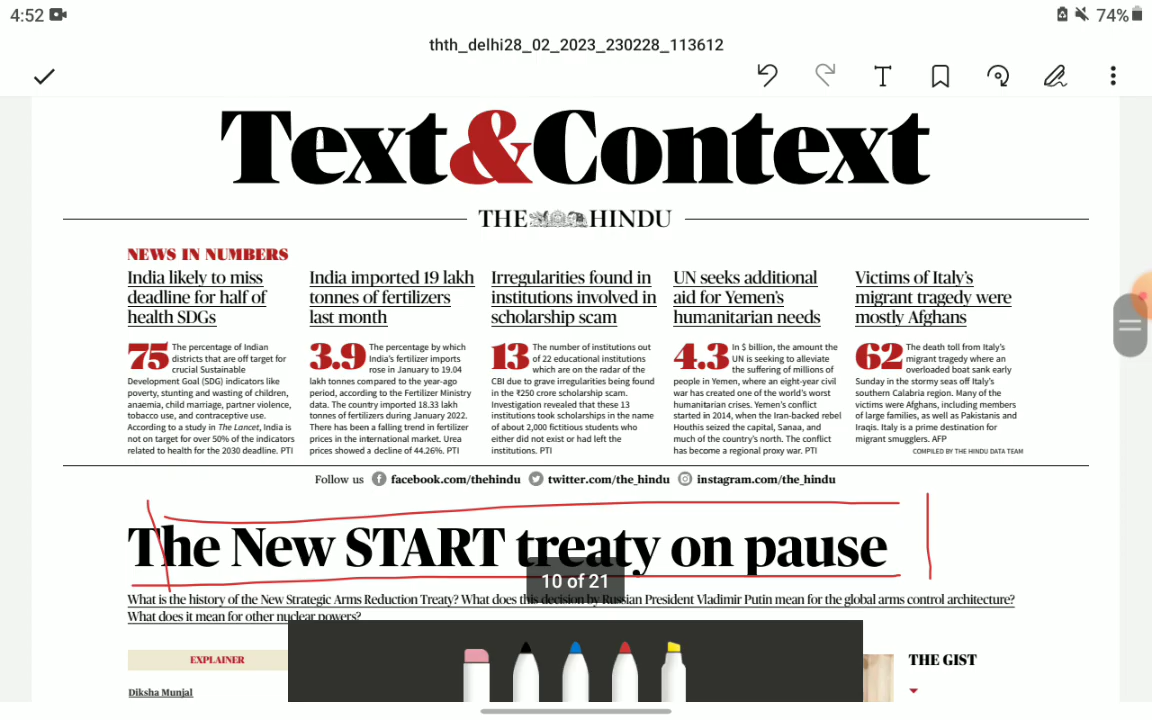 4:52
74%
thth_delhi28_02_2023_230228_113612
Text&Context
THE HINDU
NEWS IN NUMBERS
India likely to miss
deadline for half of
health SDGs
75 The percentage of Indian
districts that are off target for
crucial Sustainable
Development Goal (SDG) indicators like
poverty, stunting and wasting of children,
anaemia, child marriage, partner violence,
tobacco use, and contraceptive use.
According to a study in The Lancet, India is
not on target for over 50% of the indicators
related to health for the 2030 deadline. PTI
India imported 19 lakh
tonnes of fertilizers
last month
3.9 The percentage by which
India's fertilizer imports
rose in January to 19.04
lakh tonnes compared to the year-ago
period, according to the Fertilizer Ministry
data. The country imported 18.33 lakh
tonnes of fertilizers during January 2022.
There has been a falling trend in fertilizer
prices in the international market. Urea
prices showed a decline of 44.26%. PTI
Irregularities found in
institutions involved in
scholarship scam
13 The number of institutions out
of 22 educational institutions
which are on the radar of the
CBI due to grave irregularities being found
in the ₹250 crore scholarship scam.
Investigation revealed that these 13
institutions took scholarships in the name
of about 2,000 fictitious students who
either did not exist or had left the
institutions. PTI
UN seeks additional
aid for Yemen's
humanitarian needs
4.3 In $ billion, the amount the
UN is seeking to alleviate
the suffering of millions of
people in Yemen, where an eight-year civil
war has created one of the world's worst
humanitarian crises. Yemen's conflict
started in 2014, when the Iran-backed rebel
Houthis seized the capital, Sanaa, and
much of the country's north. The conflict
has become a regional proxy war. PTI
Victims of Italy's
migrant tragedy were
mostly Afghans
62 The death toll from Italy's
migrant tragedy where an
overloaded boat sank early
Sunday in the stormy seas off Italy's
southern Calabria region. Many of the
victims were Afghans, including members
of large families, as well as Pakistanis and
Iraqis. Italy is a prime destination for
migrant smugglers. AFP
COMPILED BY THE HINDU DATA TEAM
Follow us facebook.com/thehindu twitter.com/the_hindu instagram.com/the_hindu
The New START treaty on pause
10 of 21
What is the history of the New Strategic Arms Reduction Treaty? What does this decision by Russian President Vladimir Putin mean for the global arms control architecture?
What does it mean for other nuclear powers?
EXPLAINER
Diksha Munjal
THE GIST